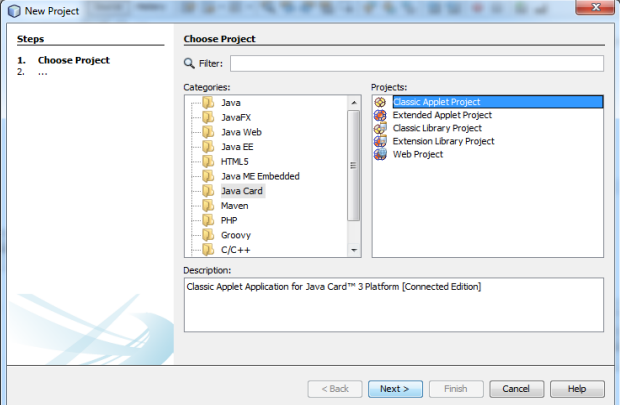 New Project
Steps
1. Choose Project
2. ...
Choose Project
Filter:
Categories:
Java
JavaFX
Java Web
Java EE
HTML5
Java ME Embedded
Java Card
Maven
PHP
Groovy
C/C++
Projects:
Classic Applet Project
Extended Applet Project
Classic Library Project
Extension Library Project
Web Project
Description:
Classic Applet Application for Java Card™ 3 Platform [Connected Edition]
< Back
Next >
Finish
Cancel
Help